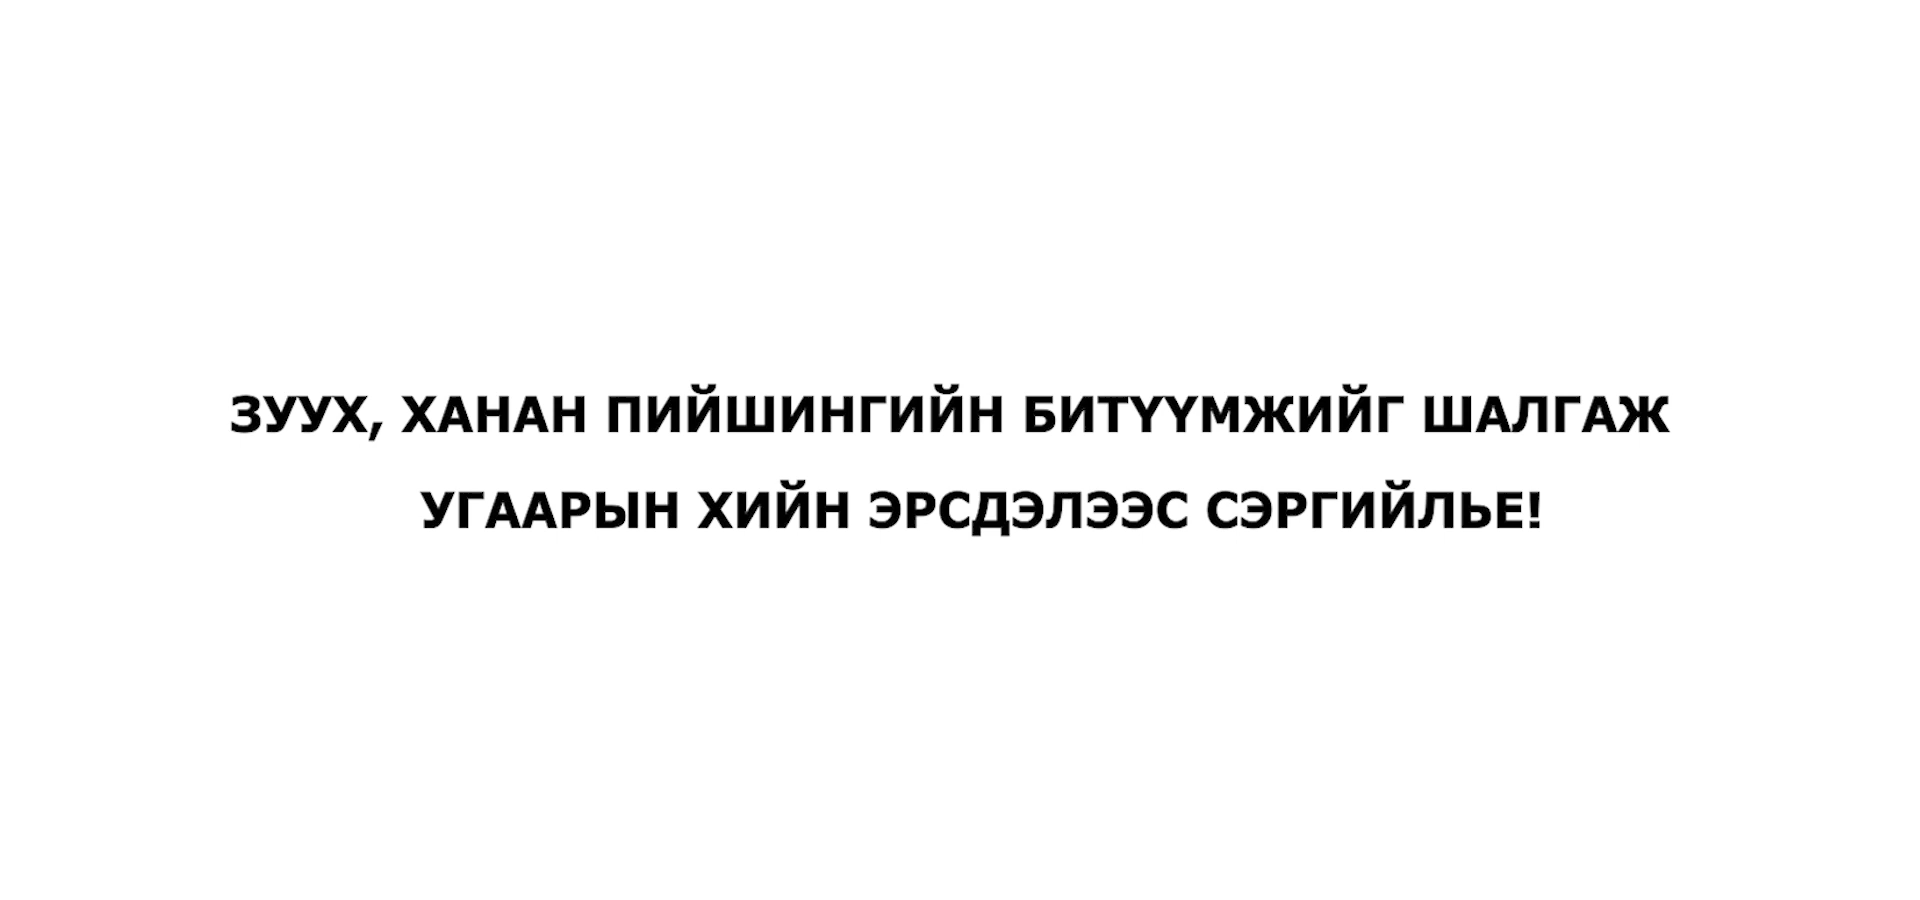 ЗУУХ, ХАНАН ПИЙШИНГИЙН БИТҮҮМЖИЙГ ШАЛГАЖ
УГААРЫН ХИЙН ЭРСДЭЛЭЭС СЭРГИЙЛЬЕ!